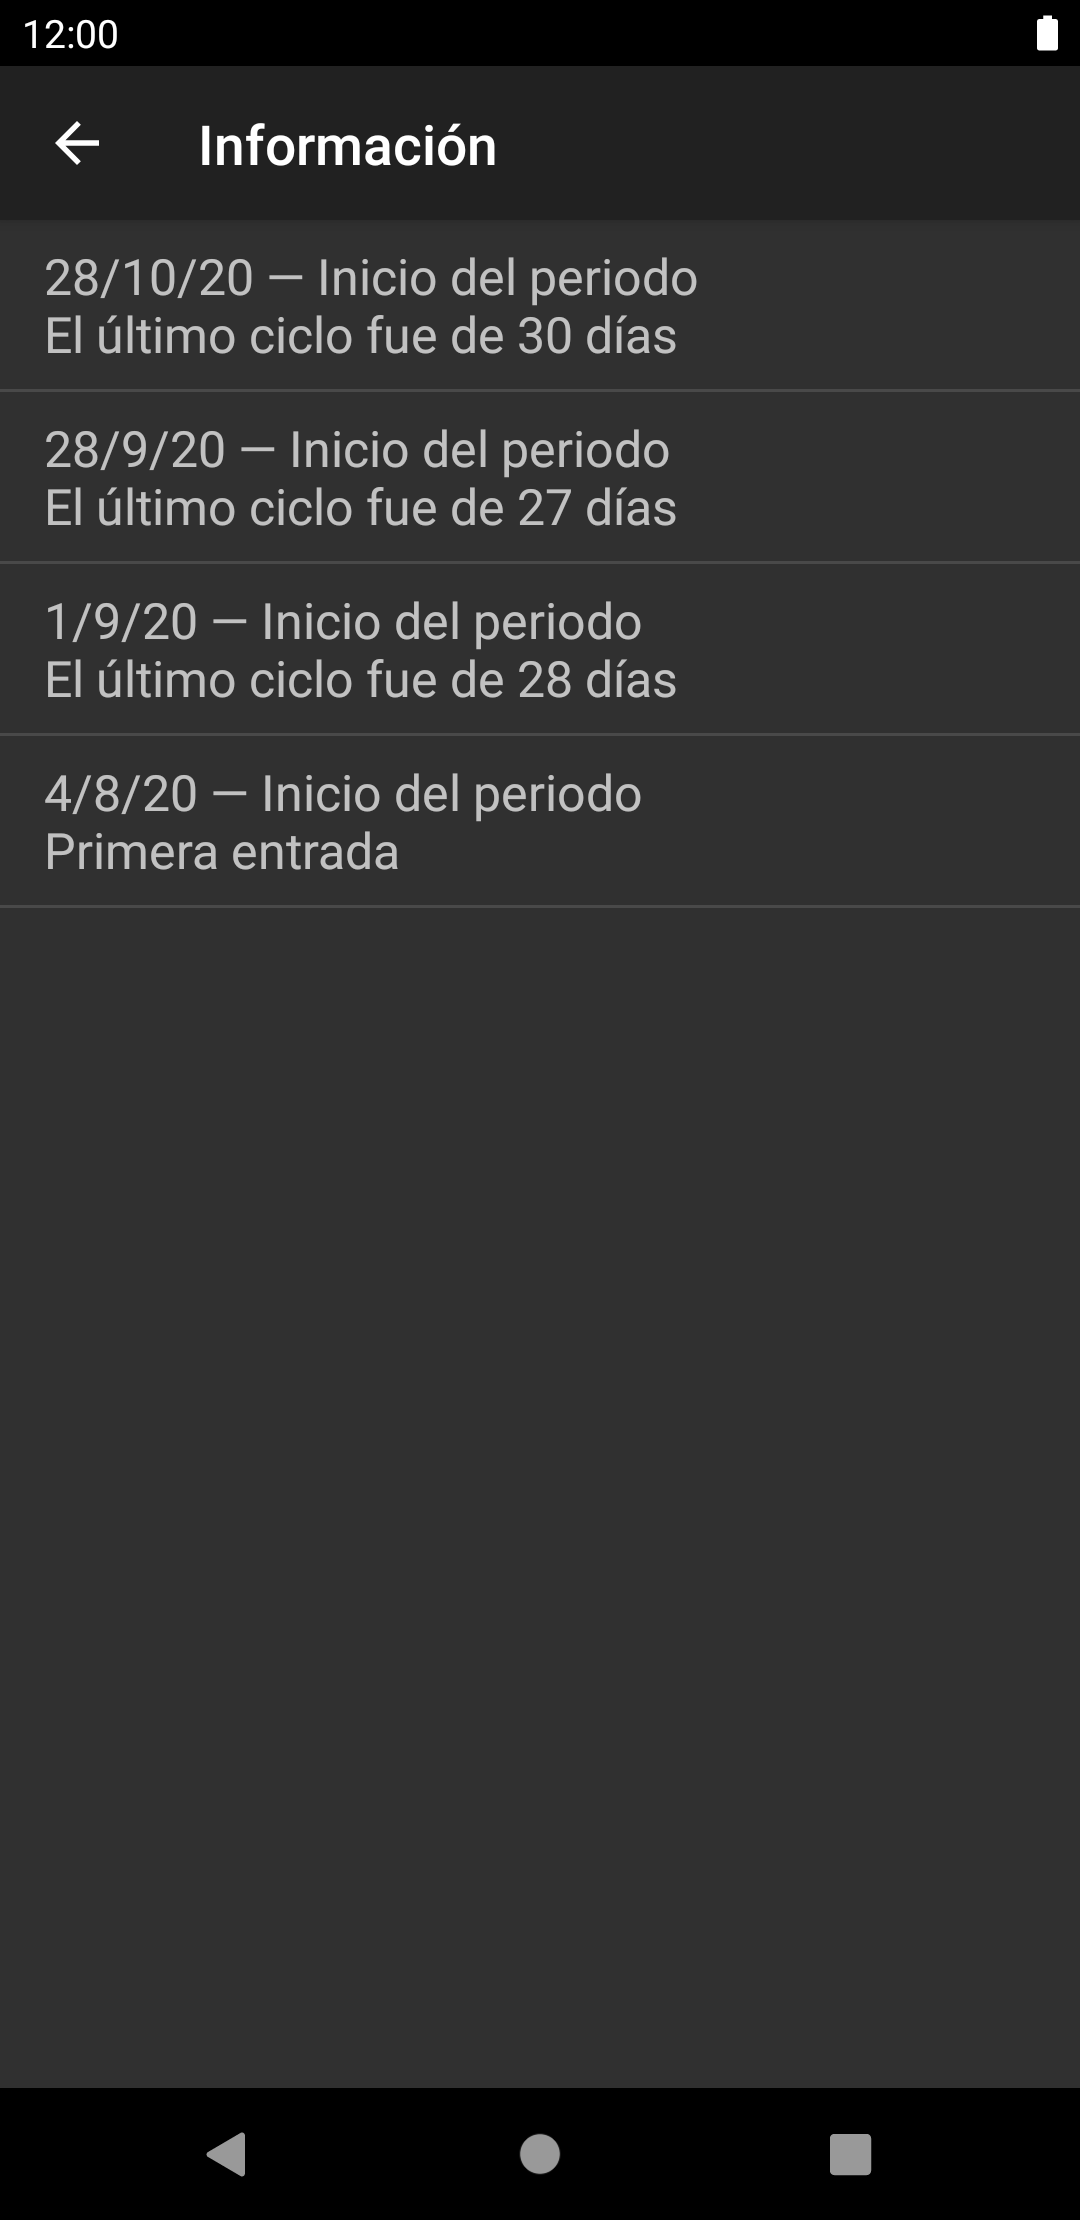 12:00
Información
28/10/20 — Inicio del periodo
El último ciclo fue de 30 días
28/9/20 — Inicio del periodo
El último ciclo fue de 27 días
1/9/20 — Inicio del periodo
El último ciclo fue de 28 días
4/8/20 — Inicio del periodo
Primera entrada